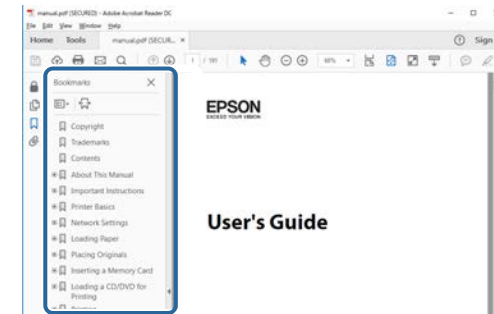 manual.pdf (SECURED) - Adobe Acrobat Reader DC
File Edit View Window Help
Home Tools manual.pdf (SECUR... × Sign
1 / 191
Bookmarks ×
Copyright
Trademarks
Contents
About This Manual
Important Instructions
Printer Basics
Network Settings
Loading Paper
Placing Originals
Inserting a Memory Card
Loading a CD/DVD for
Printing
EPSON
EXCEED YOUR VISION
User's Guide